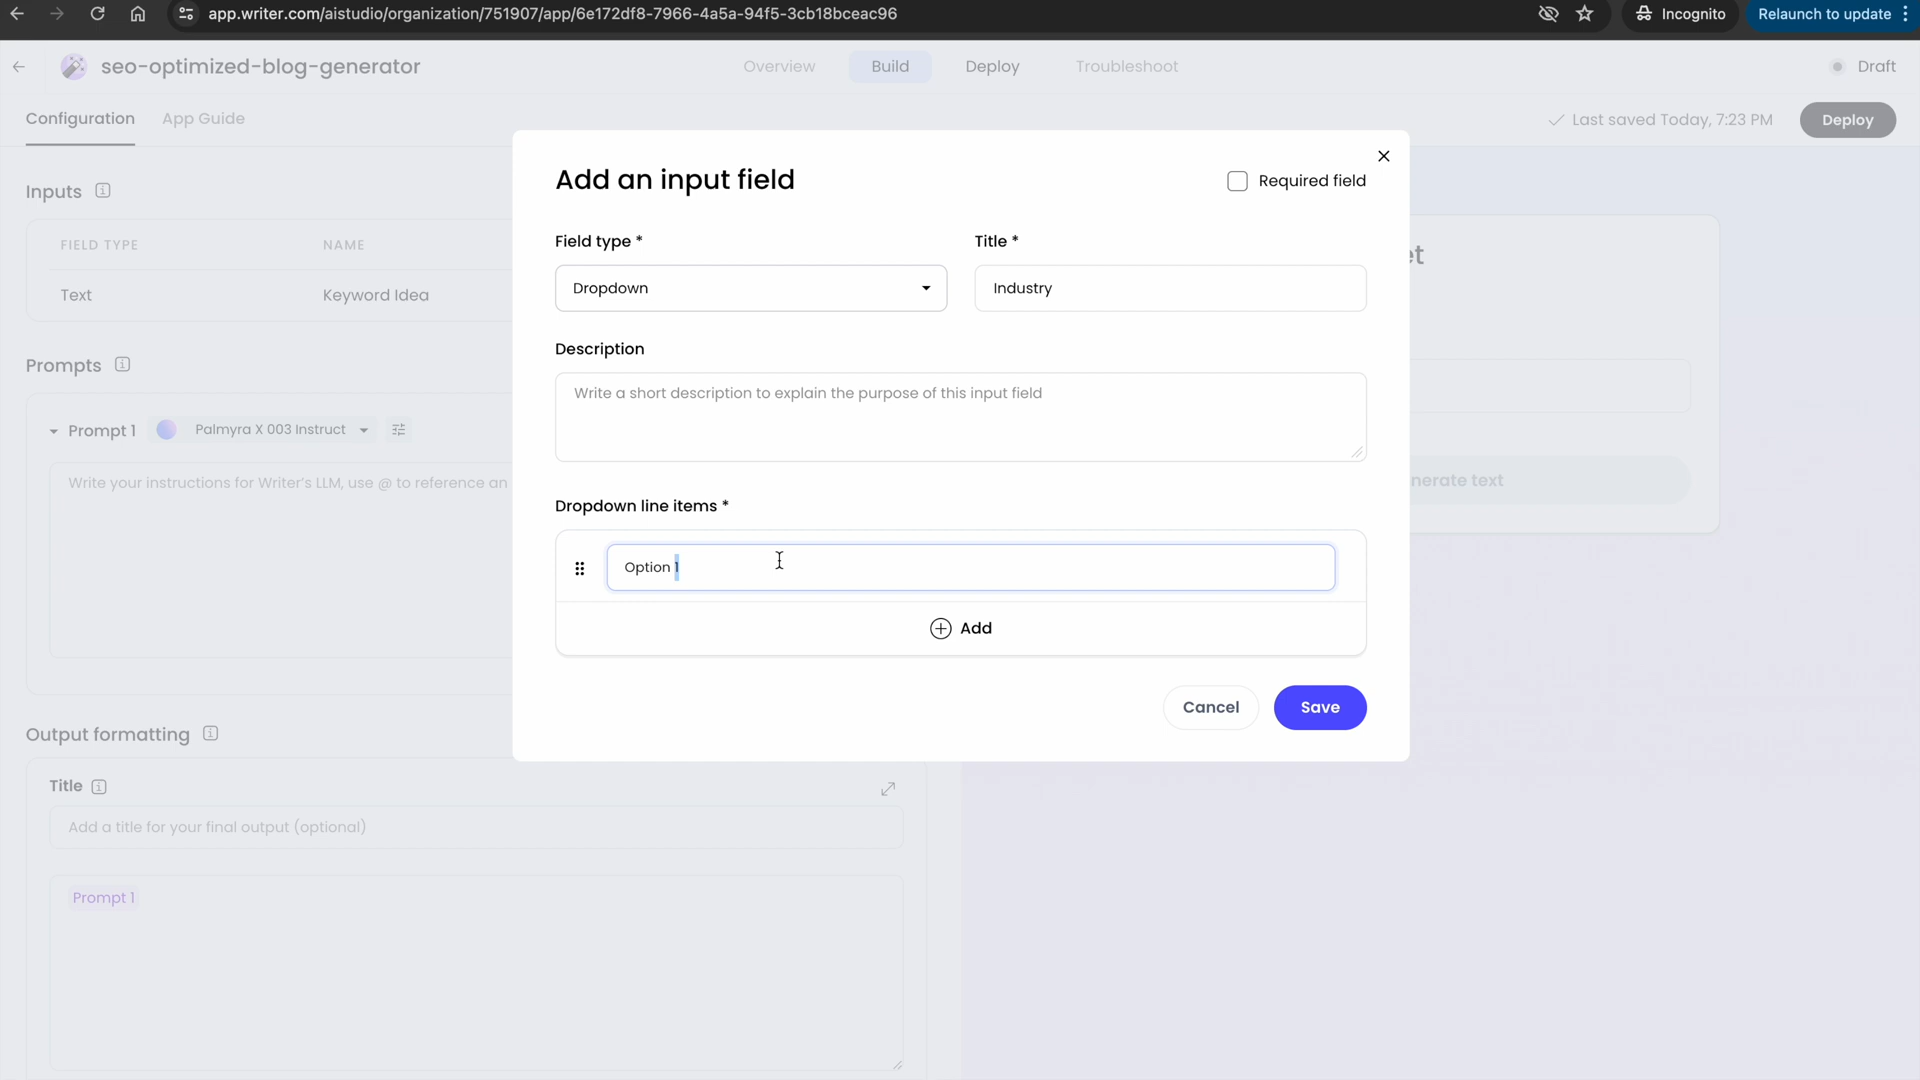 app.writer.com/aistudio/organization/751907/app/6e172df8-7966-4a5a-94f5-3cb18bceac96
Incognito
Relaunch to update
seo-optimized-blog-generator
Overview
Build
Deploy
Troubleshoot
Draft
Configuration
App Guide
Last saved Today, 7:23 PM
Deploy
Add an input field
Required field
Inputs
FIELD TYPE
NAME
Text
Keyword Idea
Field type *
Title *
Dropdown
Industry
et
Description
Write a short description to explain the purpose of this input field
Prompts
Prompt 1
Palmyra X 003 Instruct
Write your instructions for Writer's LLM, use @ to reference an
nerate text
Dropdown line items *
Option 1
Add
Cancel
Save
Output formatting
Title
Add a title for your final output (optional)
Prompt 1